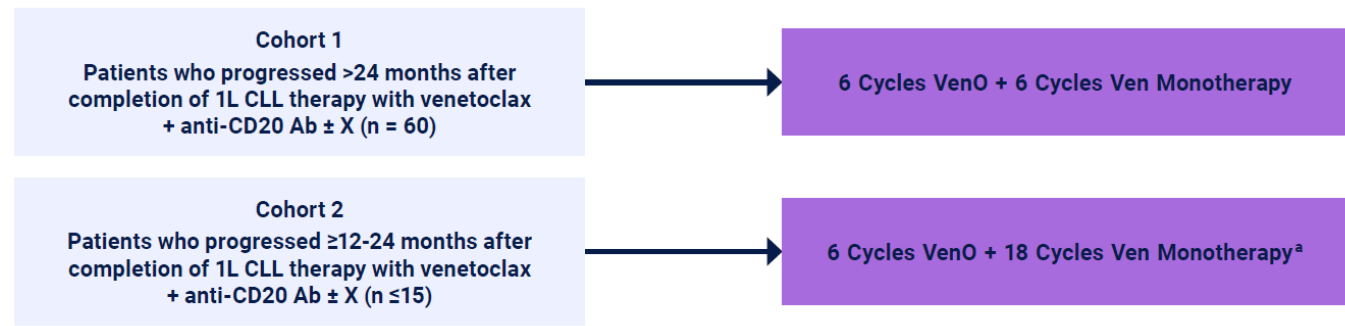 Cohort 1
Patients who progressed >24 months after
completion of 1L CLL therapy with venetoclax
+ anti-CD20 Ab ± X (n = 60)
6 Cycles VenO + 6 Cycles Ven Monotherapy
Cohort 2
Patients who progressed ≥12-24 months after
completion of 1L CLL therapy with venetoclax
+ anti-CD20 Ab ± X (n ≤15)
6 Cycles VenO + 18 Cycles Ven Monotherapyᵃ